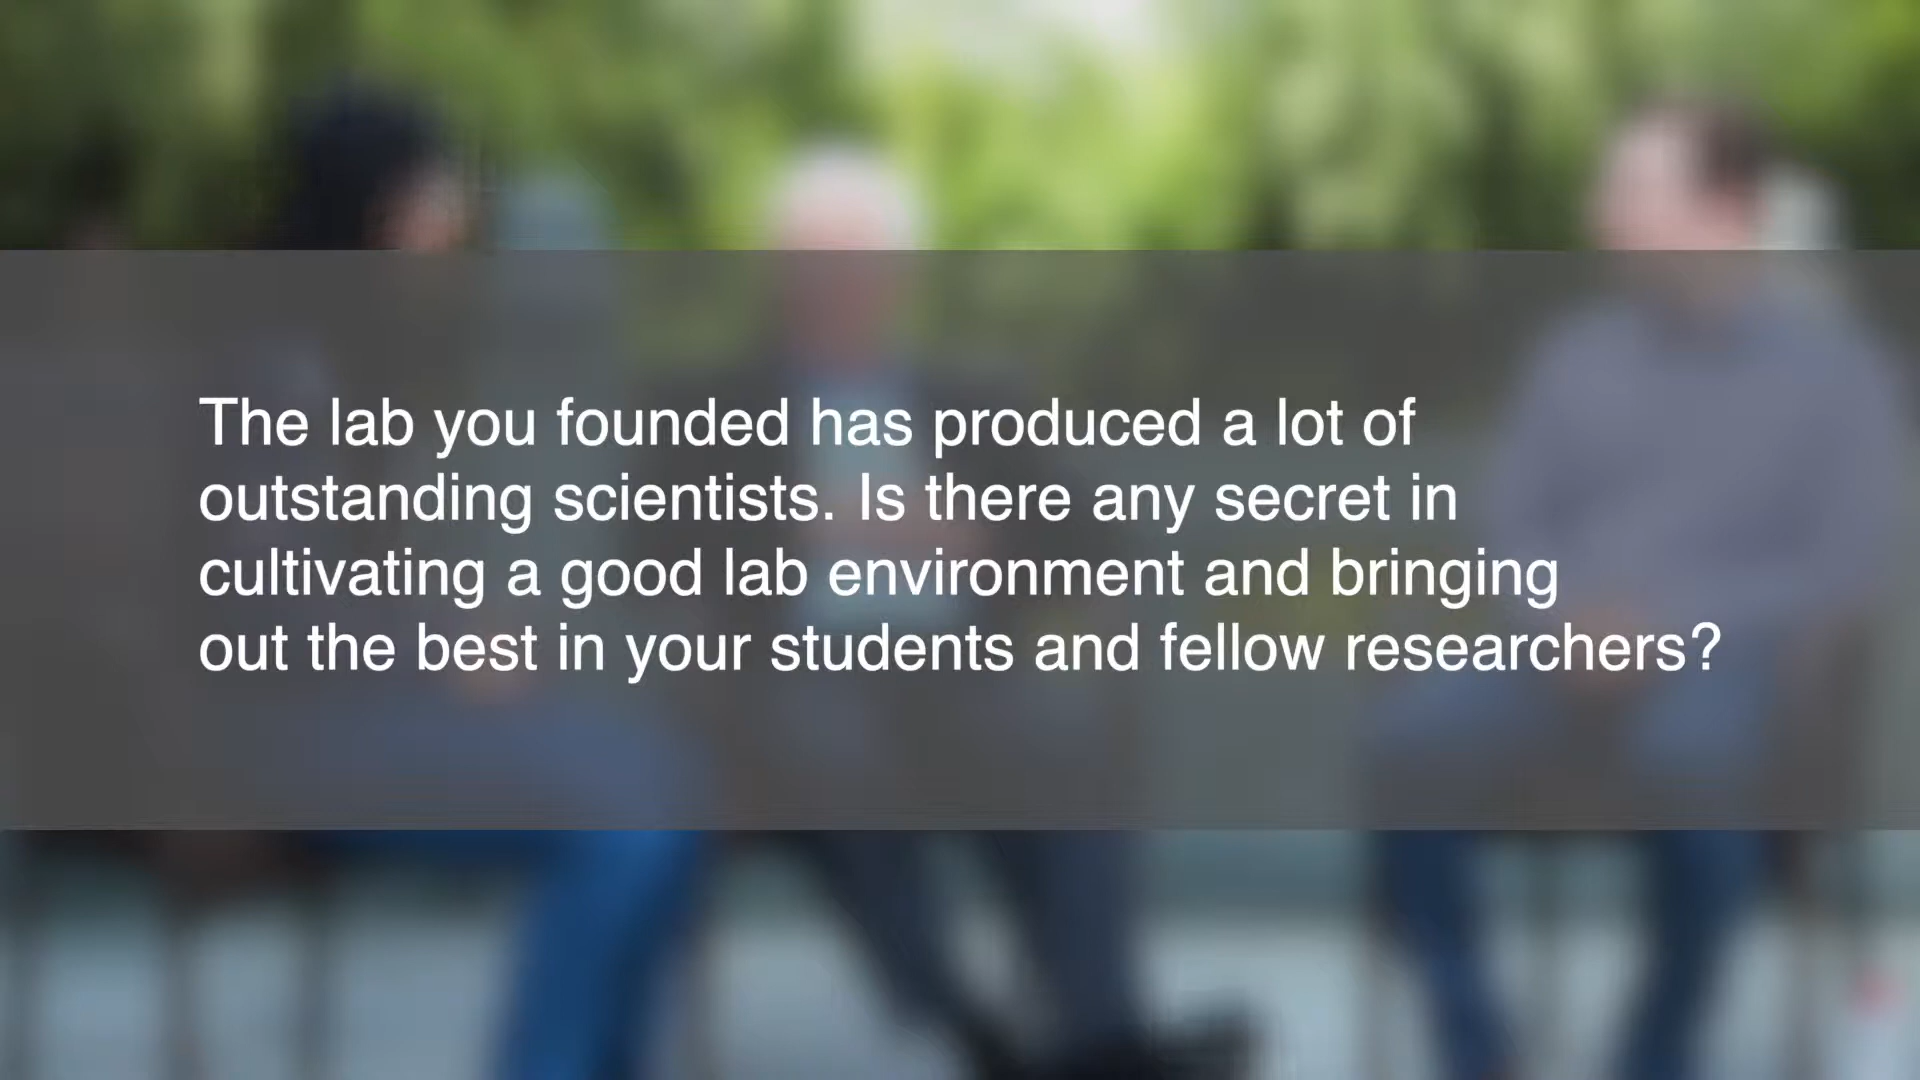 The lab you founded has produced a lot of
outstanding scientists. Is there any secret in
cultivating a good lab environment and bringing
out the best in your students and fellow researchers?